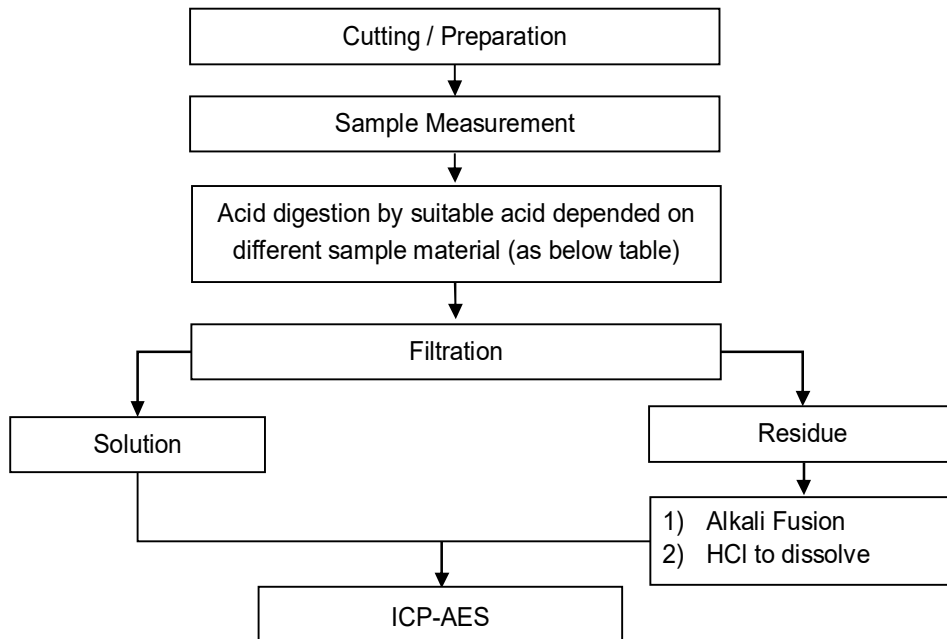 Cutting / Preparation
Sample Measurement
Acid digestion by suitable acid depended on
different sample material (as below table)
Filtration
Solution
Residue
1) Alkali Fusion
2) HCl to dissolve
ICP-AES